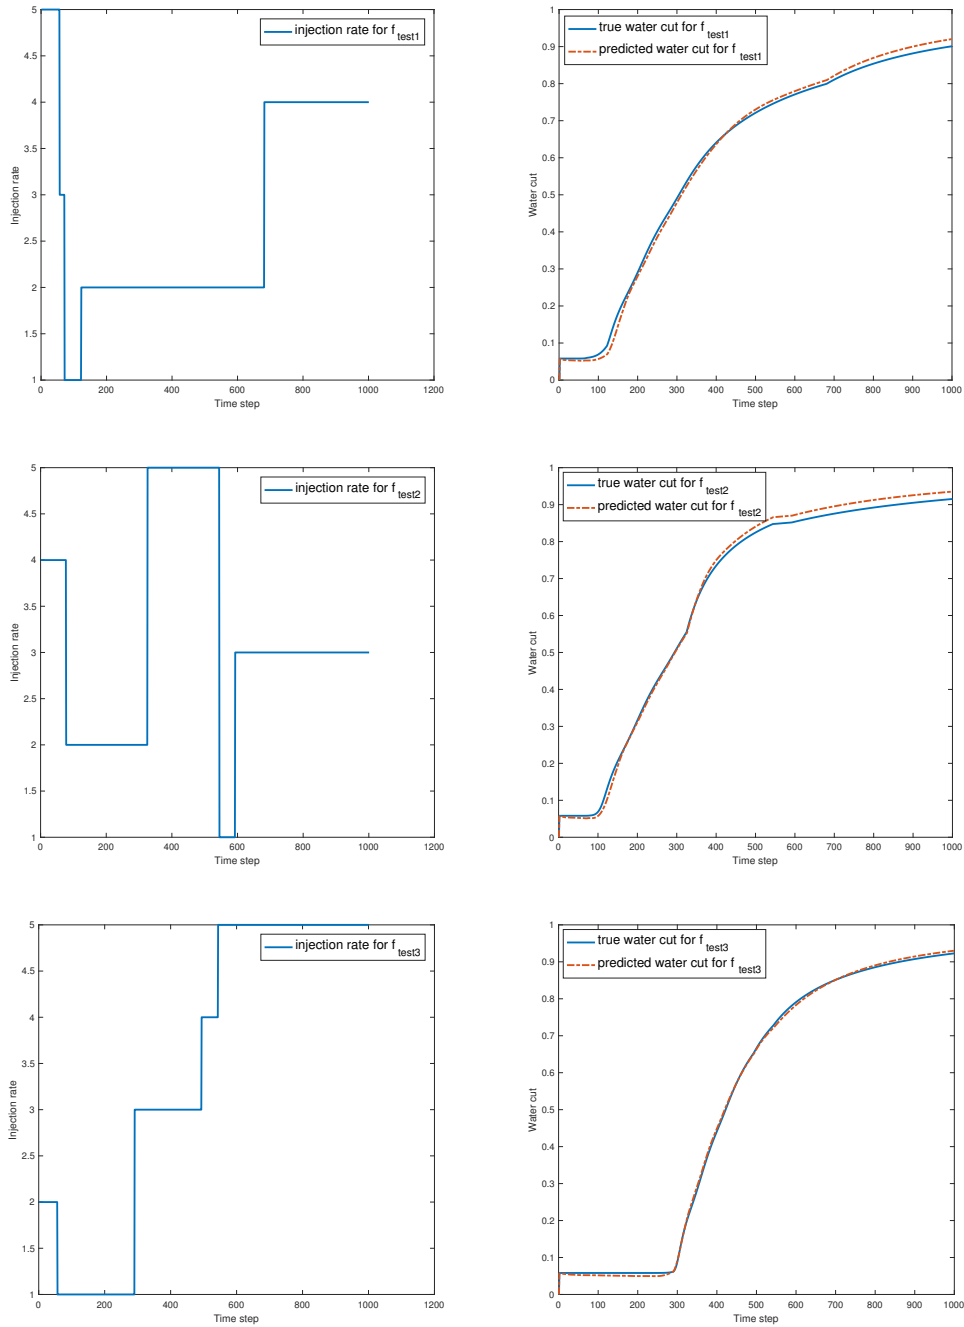 injection rate for f test1
5
4.5
4
3.5
3
2.5
2
1.5
1
Injection rate
0 200 400 600 800 1000 1200
Time step
true water cut for f test1
predicted water cut for f test1
1
0.9
0.8
0.7
0.6
0.5
0.4
0.3
0.2
0.1
0
Water cut
0 100 200 300 400 500 600 700 800 900 1000
Time step
injection rate for f test2
5
4.5
4
3.5
3
2.5
2
1.5
1
Injection rate
0 200 400 600 800 1000 1200
Time step
true water cut for f test2
predicted water cut for f test2
1
0.9
0.8
0.7
0.6
0.5
0.4
0.3
0.2
0.1
0
Water cut
0 100 200 300 400 500 600 700 800 900 1000
Time step
injection rate for f test3
5
4.5
4
3.5
3
2.5
2
1.5
1
Injection rate
0 200 400 600 800 1000 1200
Time step
true water cut for f test3
predicted water cut for f test3
1
0.9
0.8
0.7
0.6
0.5
0.4
0.3
0.2
0.1
0
Water cut
0 100 200 300 400 500 600 700 800 900 1000
Time step